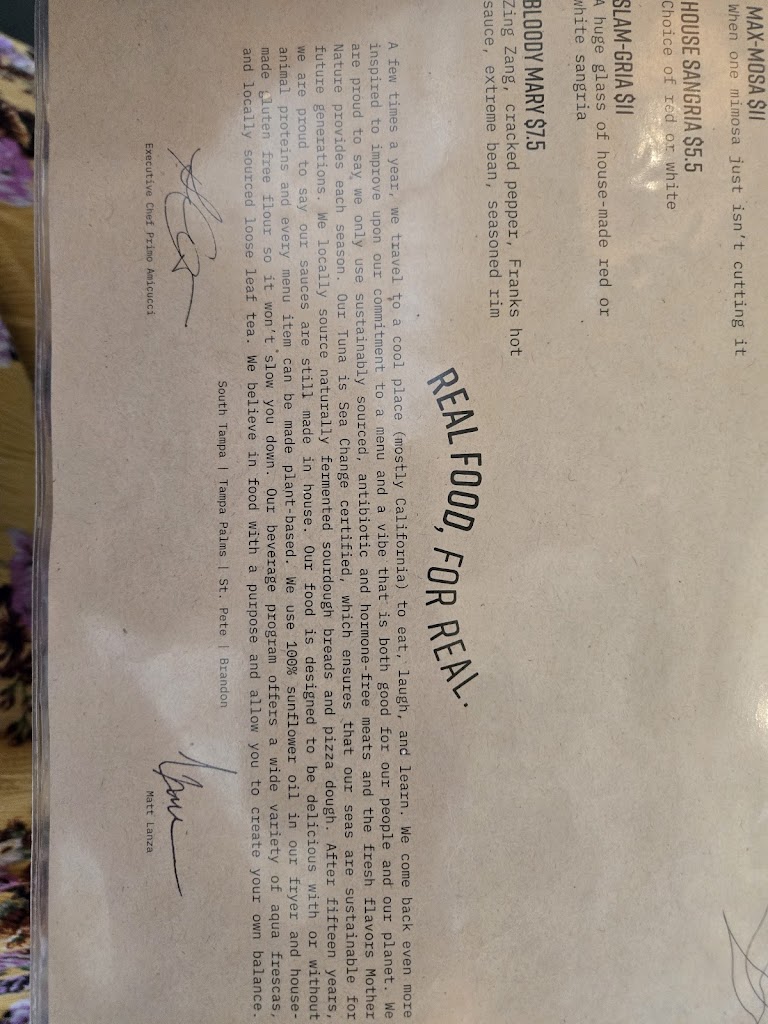 MAX-MOSA $11
When one mimosa just isn't cutting it
HOUSE SANGRIA $5.5
Choice of red or white
SLAM-GRIA $11
A huge glass of house-made red or
white sangria
BLOODY MARY $7.5
Zing Zang, cracked pepper, Franks hot
sauce, extreme bean, seasoned rim
REAL FOOD, FOR REAL.
A few times a year, we travel to a cool place (mostly California) to eat, laugh, and learn. We come back even more
inspired to improve upon our commitment to a menu and a vibe that is both good for our people and our planet. We
are proud to say we only use sustainably sourced, antibiotic and hormone-free meats and the fresh flavors Mother
Nature provides each season. Our Tuna is Sea Change certified, which ensures that our seas are sustainable for
future generations. We locally source naturally fermented sourdough breads and pizza dough. After fifteen years,
we are proud to say our sauces are still made in house. Our food is designed to be delicious with or without
animal proteins and every menu item can be made plant-based. We use 100% sunflower oil in our fryer and house-
made gluten free flour so it won't slow you down. Our beverage program offers a wide variety of aqua frescas,
and locally sourced loose leaf tea. We believe in food with a purpose and allow you to create your own balance.
South Tampa | Tampa Palms | St. Pete | Brandon
Executive Chef Primo Amicucci
Matt Lanza